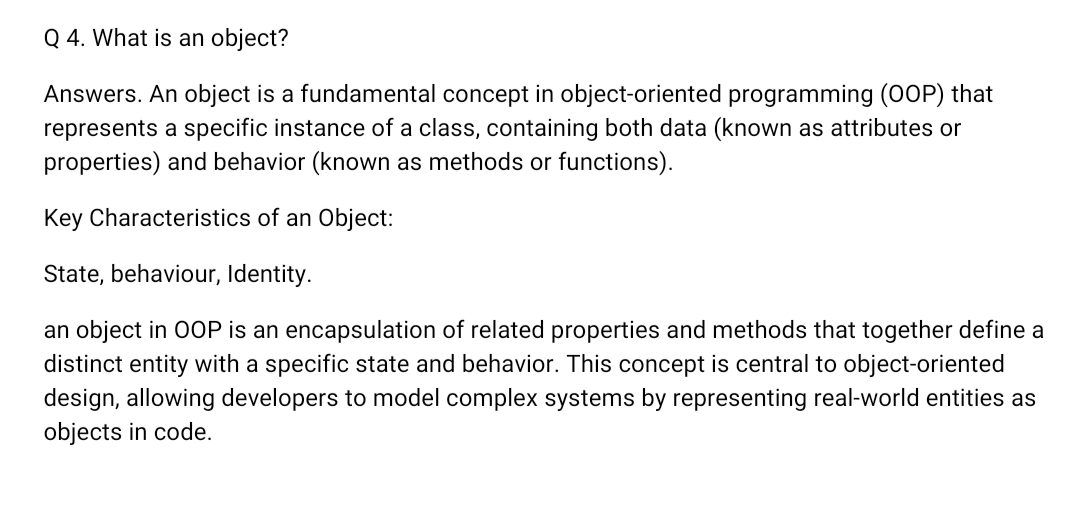 Q 4. What is an object?
Answers. An object is a fundamental concept in object-oriented programming (OOP) that
represents a specific instance of a class, containing both data (known as attributes or
properties) and behavior (known as methods or functions).
Key Characteristics of an Object:
State, behaviour, Identity.
an object in OOP is an encapsulation of related properties and methods that together define a
distinct entity with a specific state and behavior. This concept is central to object-oriented
design, allowing developers to model complex systems by representing real-world entities as
objects in code.